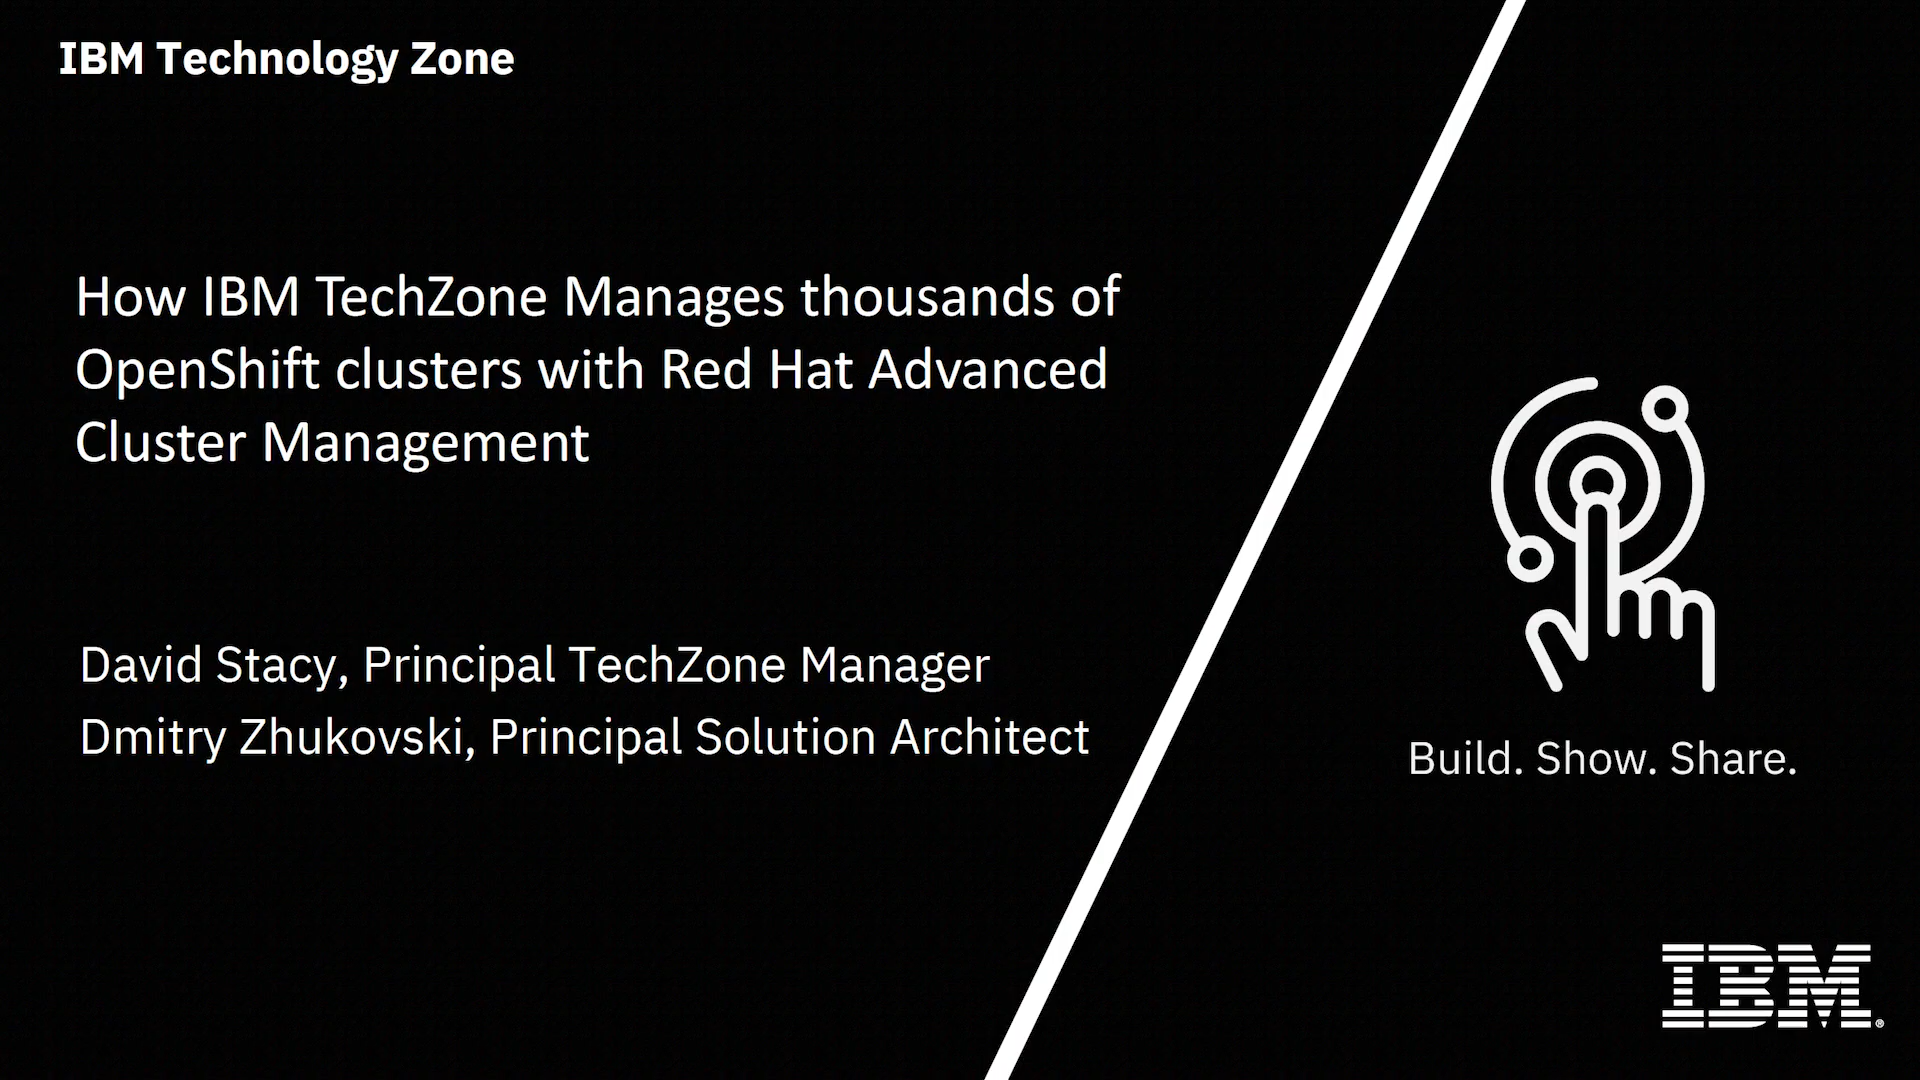 IBM Technology Zone
How IBM TechZone Manages thousands of
OpenShift clusters with Red Hat Advanced
Cluster Management
David Stacy, Principal TechZone Manager
Dmitry Zhukovski, Principal Solution Architect
Build. Show. Share.
IBM®